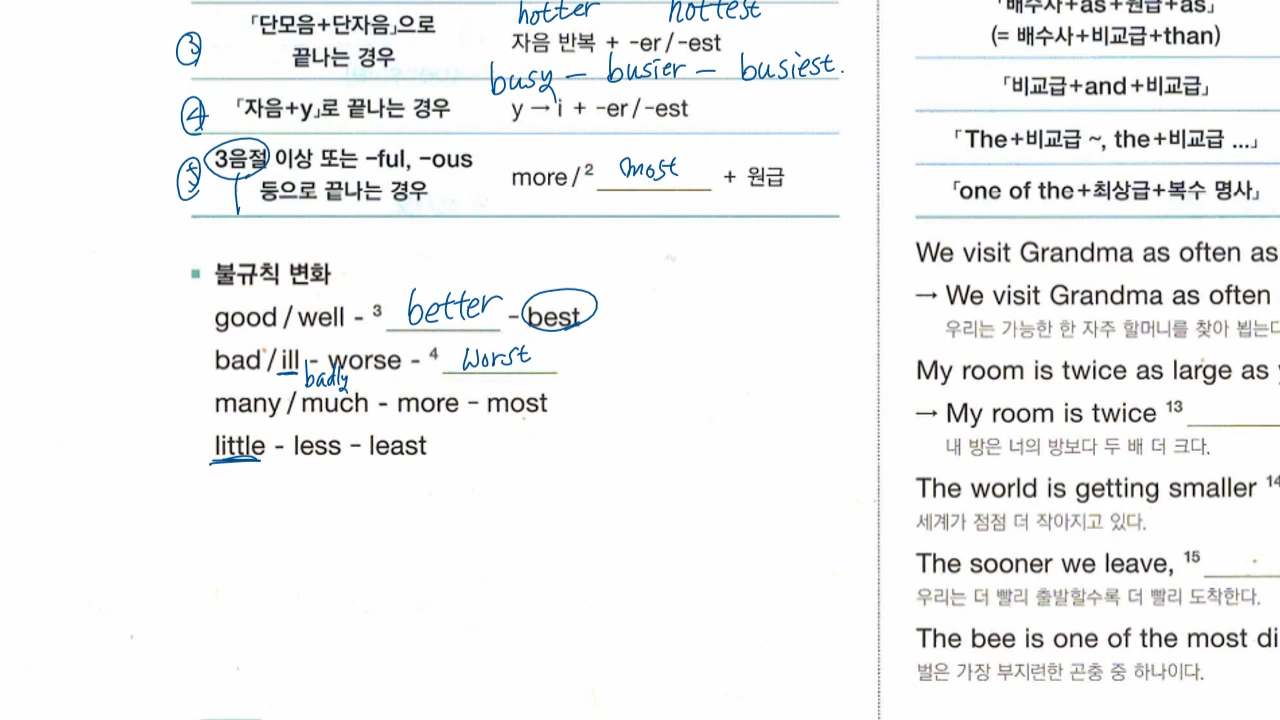 hotter hottest
「단모음+단자음」으로
끝나는 경우
③
자음 반복 + -er/-est
busy — busier — busiest.
④
「자음+y」로 끝나는 경우
y → i + -er/-est
⑤
3음절 이상 또는 -ful, -ous
등으로 끝나는 경우
more/² most + 원급
■ 불규칙 변화
good/well - ³ better - best
bad/ill - worse - ⁴ worst
badly
many/much - more - most
little - less - least
「배수사+as+원급+as」
(= 배수사+비교급+than)
「비교급+and+비교급」
「The+비교급 ~, the+비교급 ...」
「one of the+최상급+복수 명사」
We visit Grandma as often as
→ We visit Grandma as often
우리는 가능한 한 자주 할머니를 찾아 뵙는다
My room is twice as large as
→ My room is twice ¹³
내 방은 너의 방보다 두 배 더 크다.
The world is getting smaller ¹⁴
세계가 점점 더 작아지고 있다.
The sooner we leave, ¹⁵
우리는 더 빨리 출발할수록 더 빨리 도착한다.
The bee is one of the most di
벌은 가장 부지런한 곤충 중 하나이다.